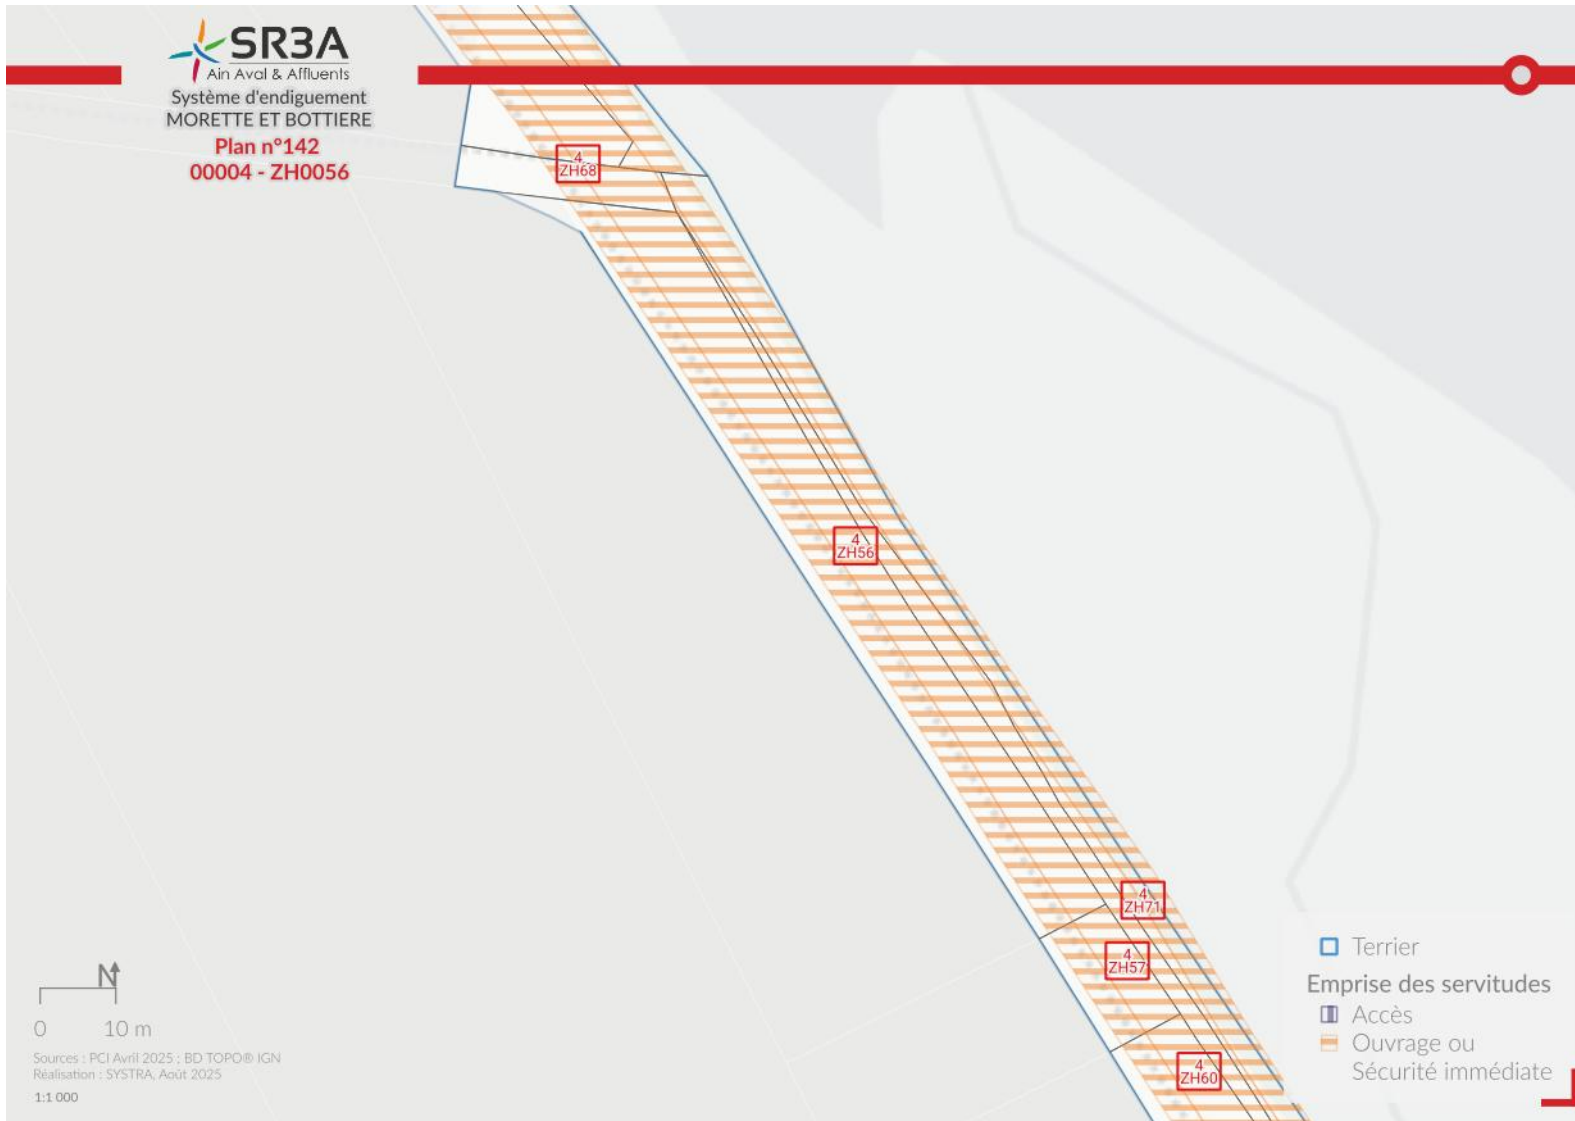 SR3A
Ain Aval & Affluents
Système d'endiguement
MORETTE ET BOTTIERE
Plan n°142
00004 - ZH0056
4
ZH68
4
ZH56
4
ZH71
4
ZH57
4
ZH60
N
0 10 m
Sources : PCI Avril 2025 ; BD TOPO® IGN
Réalisation : SYSTRA, Août 2025
1:1 000
Terrier
Emprise des servitudes
Accès
Ouvrage ou
Sécurité immédiate